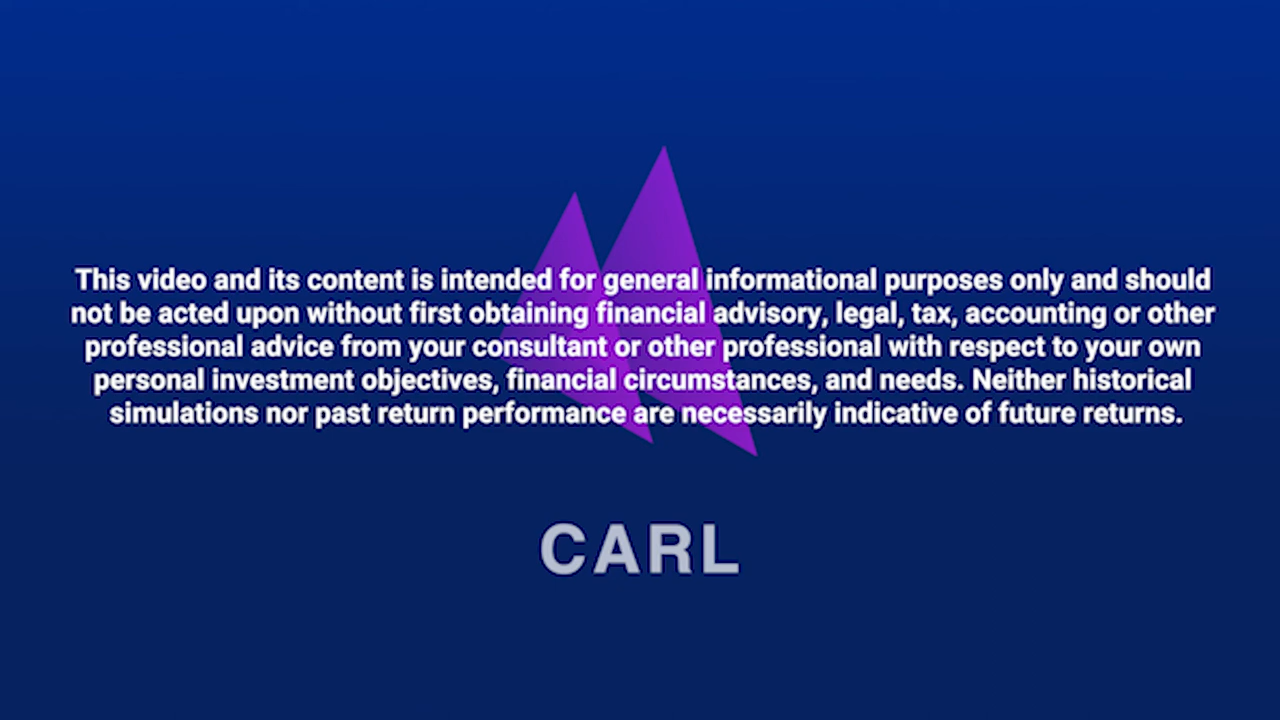 This video and its content is intended for general informational purposes only and should
not be acted upon without first obtaining financial advisory, legal, tax, accounting or other
professional advice from your consultant or other professional with respect to your own
personal investment objectives, financial circumstances, and needs. Neither historical
simulations nor past return performance are necessarily indicative of future returns.
CARL